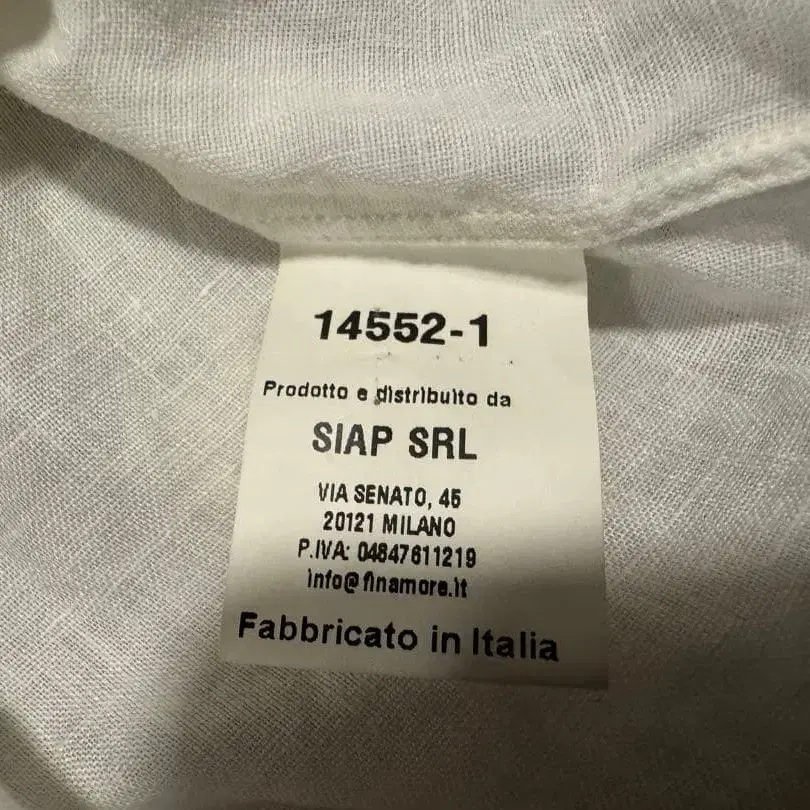 14552-1
Prodotto e distribuito da
SIAP SRL
VIA SENATO, 45
20121 MILANO
P.IVA: 04847611219
info@finamore.it
Fabbricato in Italia